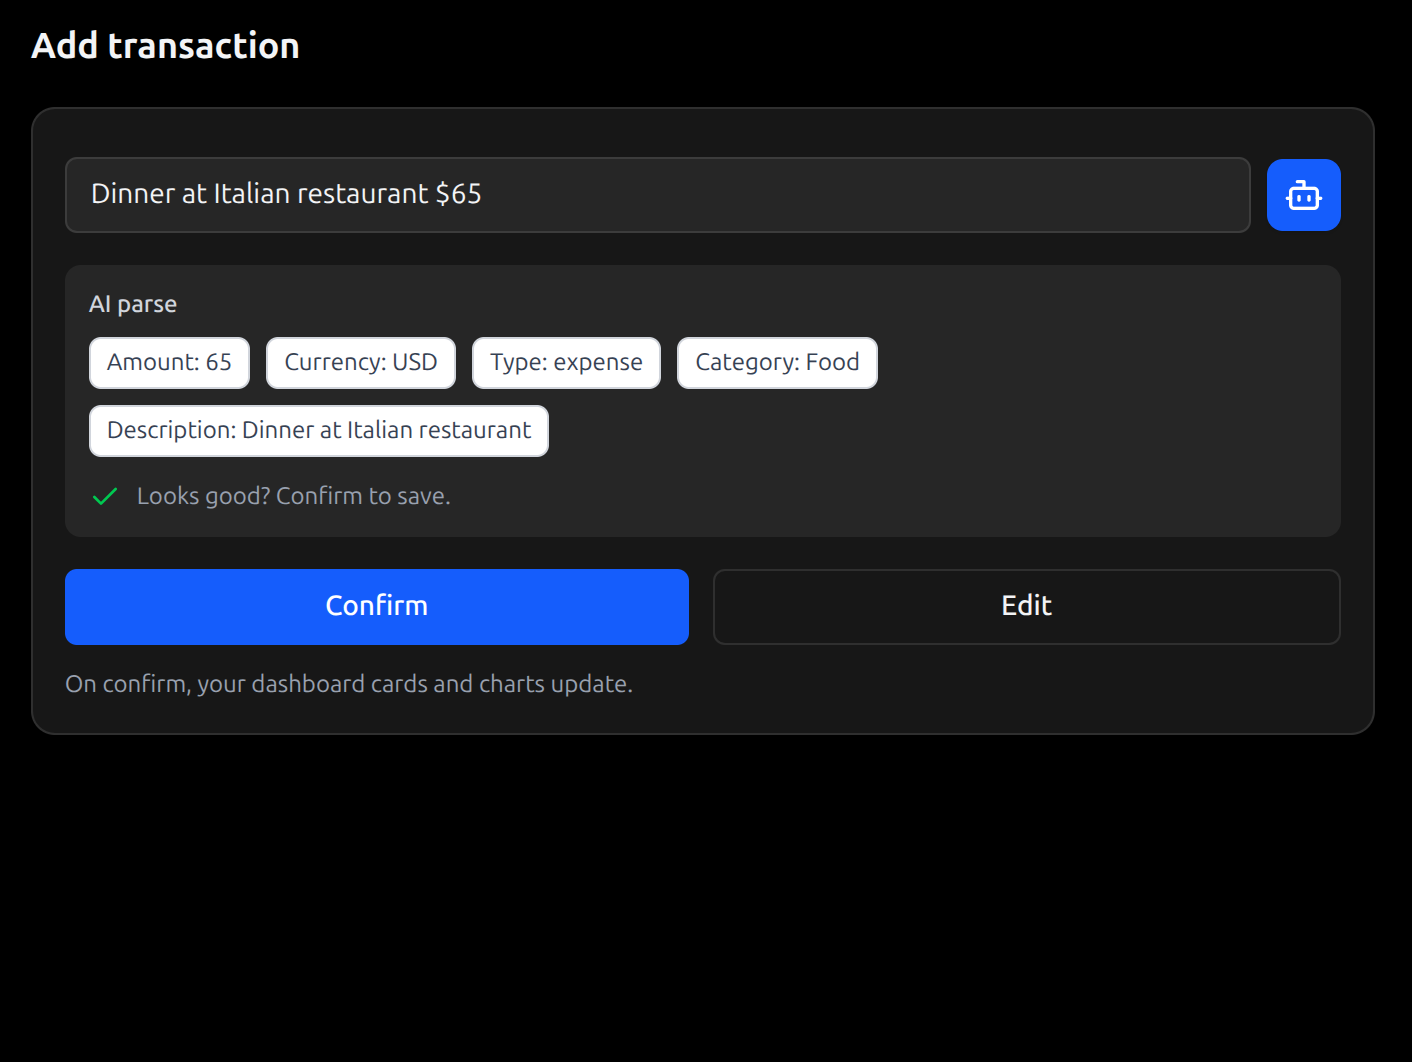 Add transaction
Dinner at Italian restaurant $65
AI parse
Amount: 65 Currency: USD Type: expense Category: Food
Description: Dinner at Italian restaurant
Looks good? Confirm to save.
Confirm Edit
On confirm, your dashboard cards and charts update.